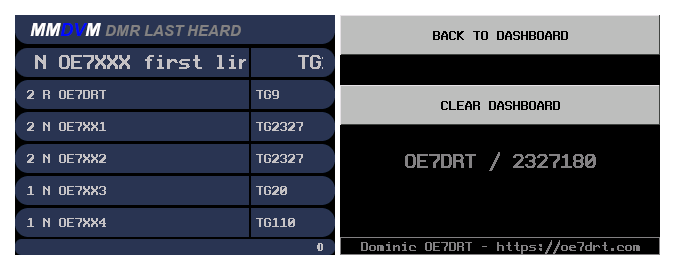 MMDVM DMR LAST HEARD
N OE7XXX first lir TG:
2 R OE7DRT TG9
2 N OE7XX1 TG2327
2 N OE7XX2 TG2327
1 N OE7XX3 TG20
1 N OE7XX4 TG110
0
BACK TO DASHBOARD
CLEAR DASHBOARD
OE7DRT / 2327180
Dominic OE7DRT - https://oe7drt.com